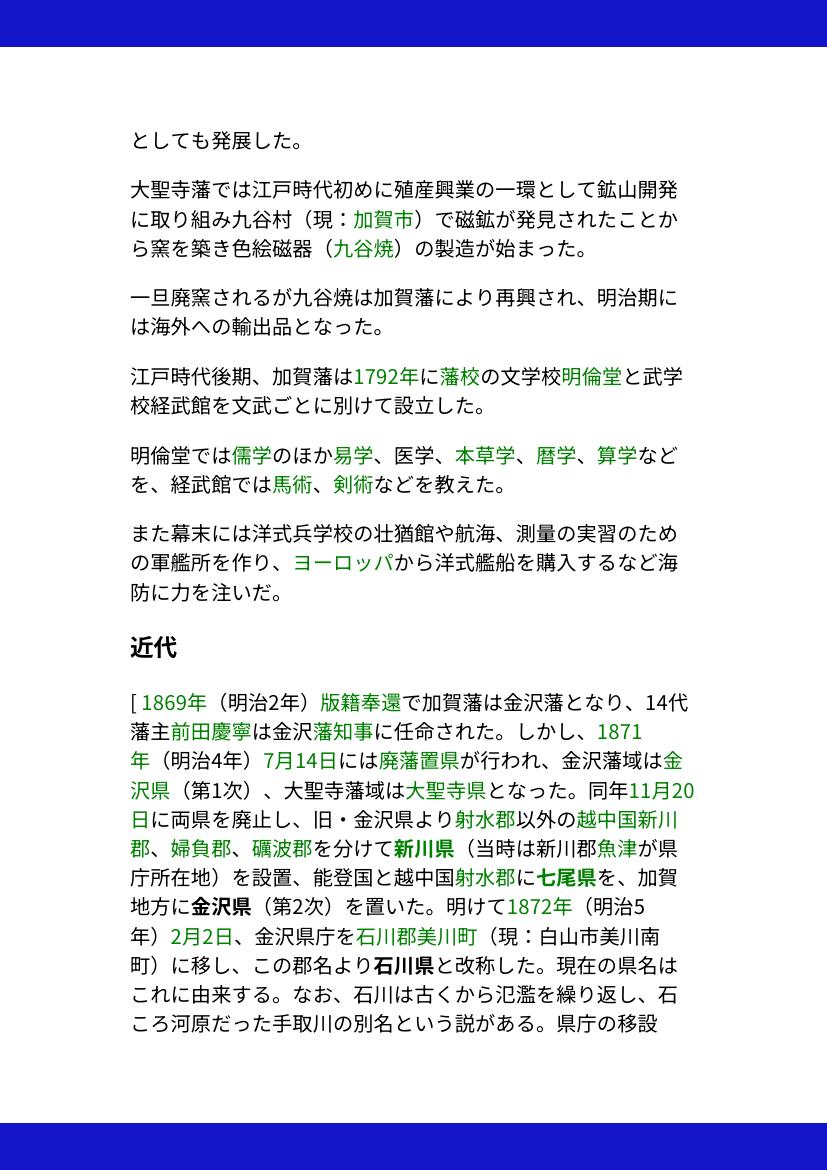 としても発展した。
大聖寺藩では江戸時代初めに殖産興業の一環として鉱山開発
に取り組み九谷村（現：加賀市）で磁鉱が発見されたことか
ら窯を築き色絵磁器（九谷焼）の製造が始まった。
一旦廃窯されるが九谷焼は加賀藩により再興され、明治期に
は海外への輸出品となった。
江戸時代後期、加賀藩は1792年に藩校の文学校明倫堂と武学
校経武館を文武ごとに別けて設立した。
明倫堂では儒学のほか易学、医学、本草学、暦学、算学など
を、経武館では馬術、剣術などを教えた。
また幕末には洋式兵学校の壮猶館や航海、測量の実習のため
の軍艦所を作り、ヨーロッパから洋式艦船を購入するなど海
防に力を注いだ。
近代
[ 1869年（明治2年）版籍奉還で加賀藩は金沢藩となり、14代
藩主前田慶寧は金沢藩知事に任命された。しかし、1871
年（明治4年）7月14日には廃藩置県が行われ、金沢藩域は金
沢県（第1次）、大聖寺藩域は大聖寺県となった。同年11月20
日に両県を廃止し、旧・金沢県より射水郡以外の越中国新川
郡、婦負郡、礪波郡を分けて新川県（当時は新川郡魚津が県
庁所在地）を設置、能登国と越中国射水郡に七尾県を、加賀
地方に金沢県（第2次）を置いた。明けて1872年（明治5
年）2月2日、金沢県庁を石川郡美川町（現：白山市美川南
町）に移し、この郡名より石川県と改称した。現在の県名は
これに由来する。なお、石川は古くから氾濫を繰り返し、石
ころ河原だった手取川の別名という説がある。県庁の移設